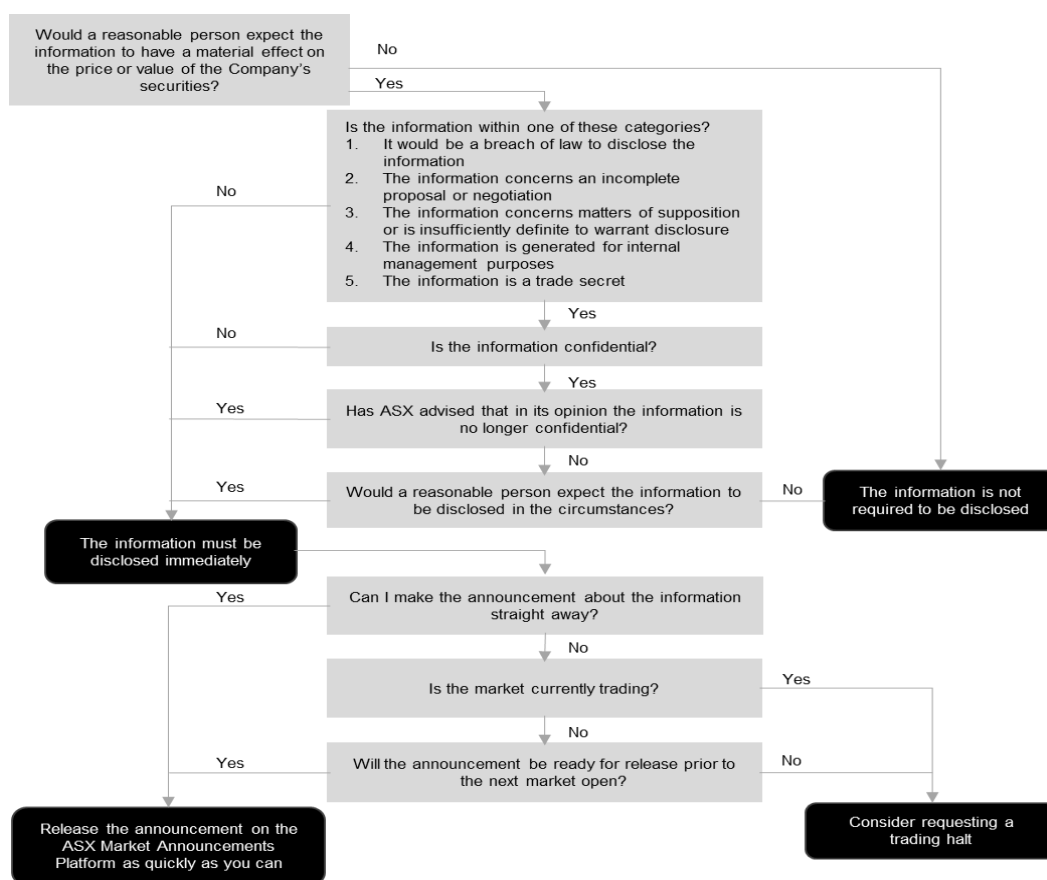 Would a reasonable person expect the
information to have a material effect on
the price or value of the Company's
securities?
No
Yes
Is the information within one of these categories?
1. It would be a breach of law to disclose the
information
2. The information concerns an incomplete
proposal or negotiation
3. The information concerns matters of supposition
or is insufficiently definite to warrant disclosure
4. The information is generated for internal
management purposes
5. The information is a trade secret
No
Yes
No
Is the information confidential?
Yes
Yes
Has ASX advised that in its opinion the information is
no longer confidential?
No
Yes
Would a reasonable person expect the information to
be disclosed in the circumstances?
No
The information is not
required to be disclosed
The information must be
disclosed immediately
Yes
Can I make the announcement about the information
straight away?
No
Is the market currently trading?
Yes
No
Yes
Will the announcement be ready for release prior to
the next market open?
No
Release the announcement on the
ASX Market Announcements
Platform as quickly as you can
Consider requesting a
trading halt